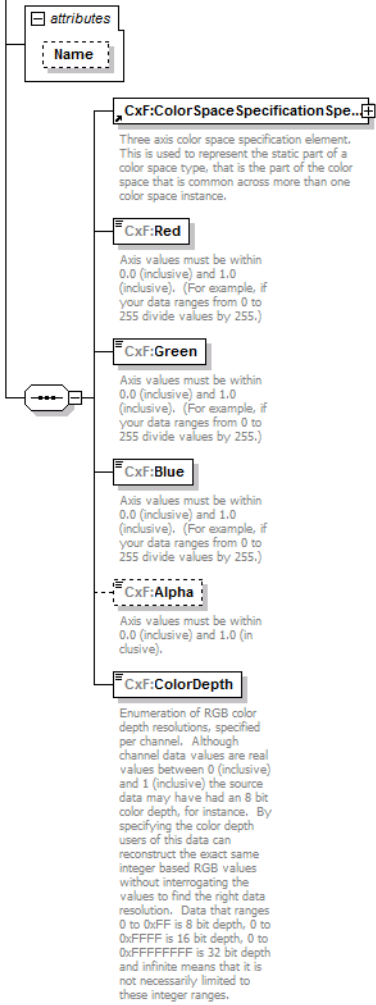 attributes
Name
CxF:ColorSpaceSpecificationSpe...
Three axis color space specification element.
This is used to represent the static part of a
color space type, that is the part of the color
space that is common across more than one
color space instance.
CxF:Red
Axis values must be within
0.0 (inclusive) and 1.0
(inclusive).  (For example, if
your data ranges from 0 to
255 divide values by 255.)
CxF:Green
Axis values must be within
0.0 (inclusive) and 1.0
(inclusive).  (For example, if
your data ranges from 0 to
255 divide values by 255.)
CxF:Blue
Axis values must be within
0.0 (inclusive) and 1.0
(inclusive).  (For example, if
your data ranges from 0 to
255 divide values by 255.)
CxF:Alpha
Axis values must be within
0.0 (inclusive) and 1.0 (in
clusive).
CxF:ColorDepth
Enumeration of RGB color
depth resolutions, specified
per channel.  Although
channel data values are real
values between 0 (inclusive)
and 1 (inclusive) the source
data may have had an 8 bit
color depth, for instance.  By
specifying the color depth
users of this data can
reconstruct the exact same
integer based RGB values
without interrogating the
values to find the right data
resolution.  Data that ranges
0 to 0xFF is 8 bit depth, 0 to
0xFFFF is 16 bit depth, 0 to
0xFFFFFFFF is 32 bit depth
and infinite means that it is
not necessarily limited to
these integer ranges.